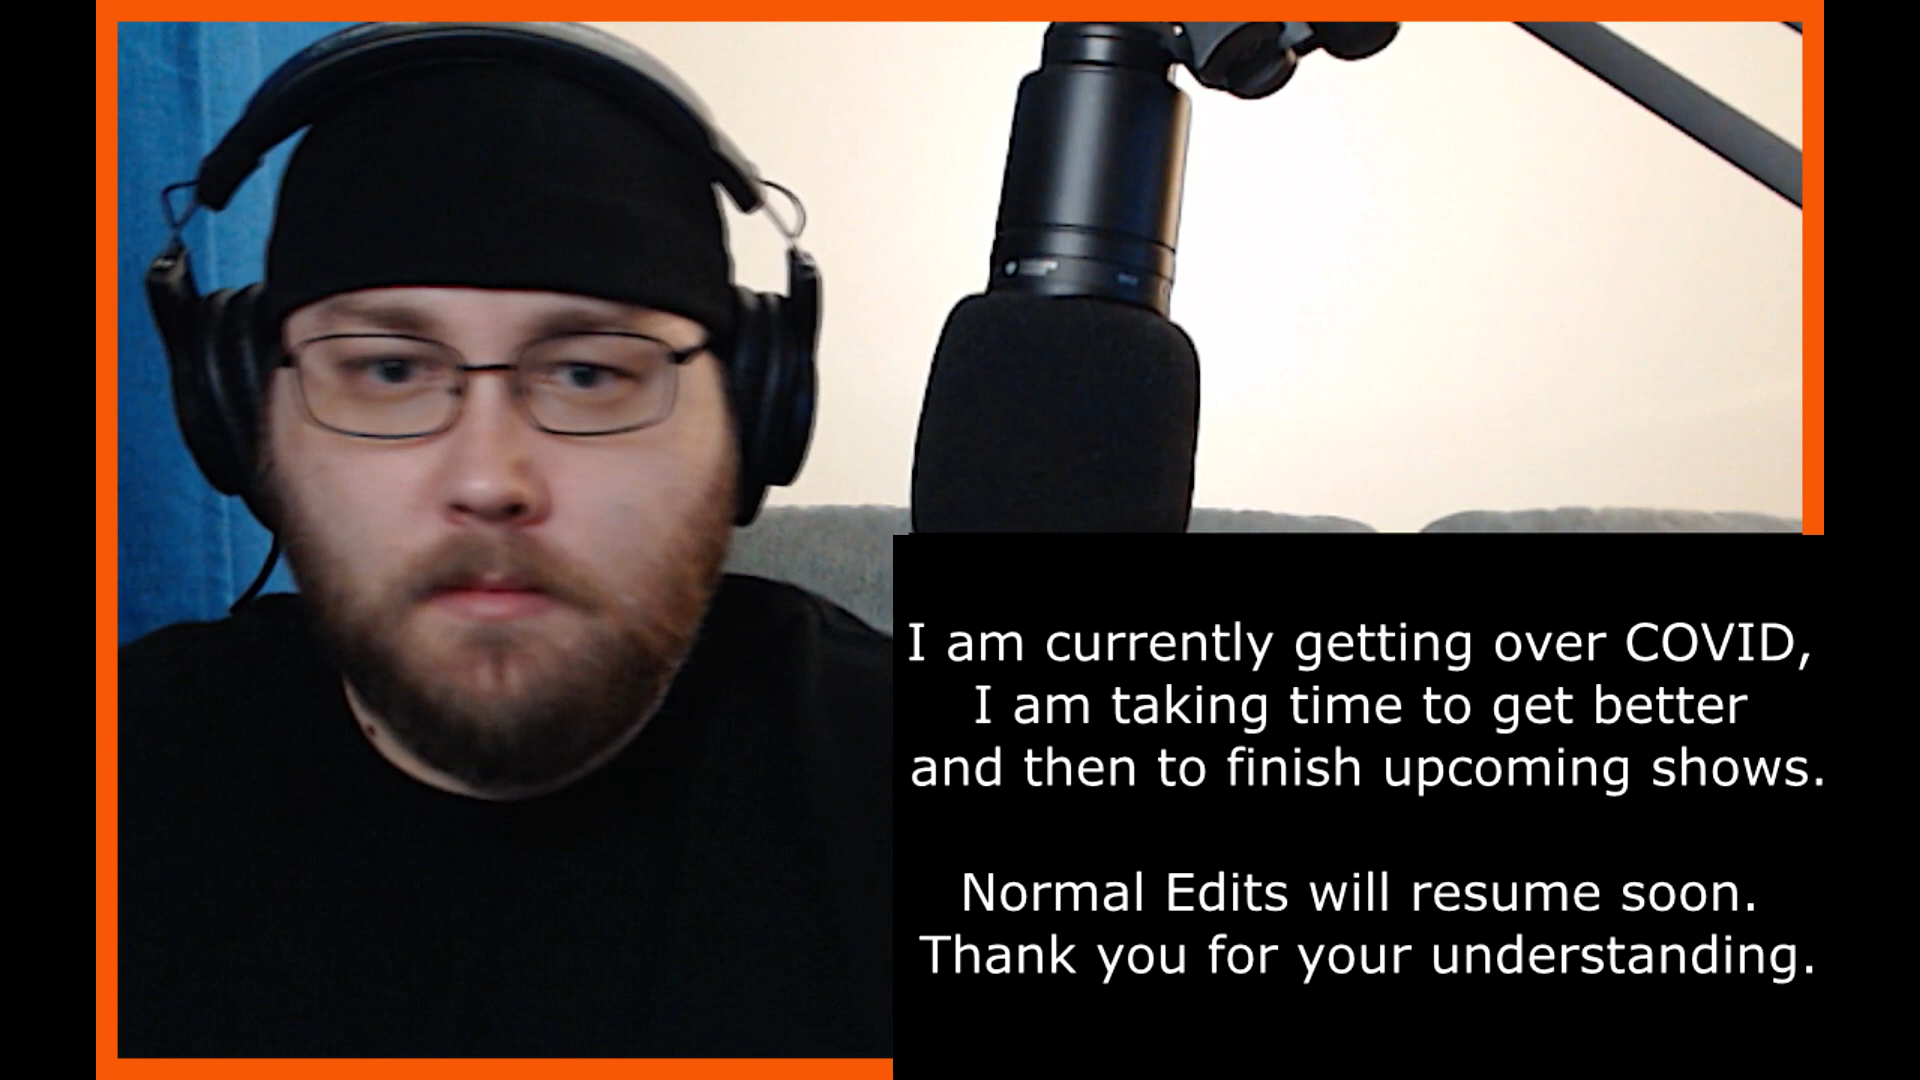 I am currently getting over COVID,
I am taking time to get better
and then to finish upcoming shows.
Normal Edits will resume soon.
Thank you for your understanding.